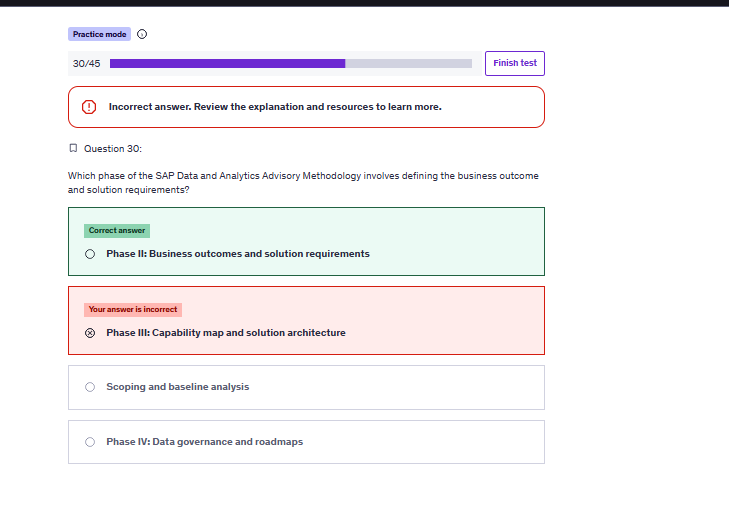 Practice mode
30/45
Finish test
Incorrect answer. Review the explanation and resources to learn more.
Question 30:
Which phase of the SAP Data and Analytics Advisory Methodology involves defining the business outcome
and solution requirements?
Correct answer
Phase II: Business outcomes and solution requirements
Your answer is incorrect
Phase III: Capability map and solution architecture
Scoping and baseline analysis
Phase IV: Data governance and roadmaps